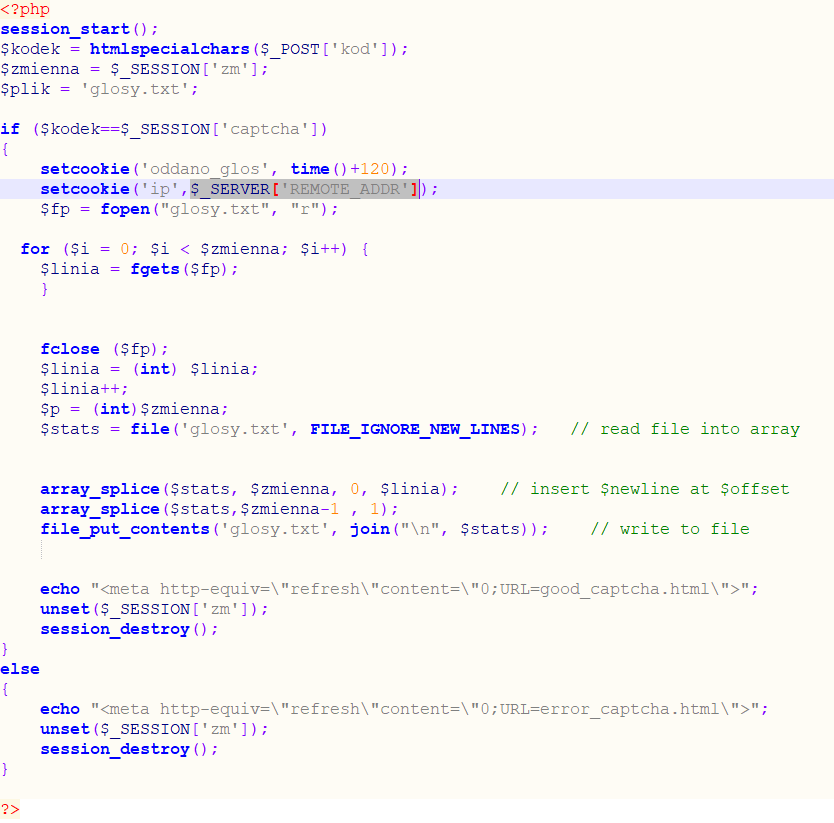 <?php
session_start();
$kodek = htmlspecialchars($_POST['kod']);
$zmienna = $_SESSION['zm'];
$plik = 'glosy.txt';
if ($kodek==$_SESSION['captcha'])
{
setcookie('oddano_glos', time()+120);
setcookie('ip',$_SERVER['REMOTE_ADDR']);
$fp = fopen("glosy.txt", "r");
for ($i = 0; $i < $zmienna; $i++) {
$linia = fgets($fp);
}
fclose ($fp);
$linia = (int) $linia;
$linia++;
$p = (int)$zmienna;
$stats = file('glosy.txt', FILE_IGNORE_NEW_LINES);   // read file into array
array_splice($stats, $zmienna, 0, $linia);    // insert $newline at $offset
array_splice($stats,$zmienna-1 , 1);
file_put_contents('glosy.txt', join("\n", $stats));    // write to file
echo "<meta http-equiv=\"refresh\"content=\"0;URL=good_captcha.html\">";
unset($_SESSION['zm']);
session_destroy();
}
else
{
echo "<meta http-equiv=\"refresh\"content=\"0;URL=error_captcha.html\">";
unset($_SESSION['zm']);
session_destroy();
}
?>